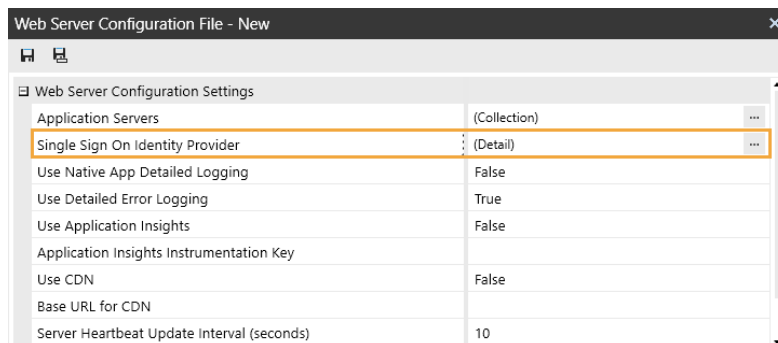 Web Server Configuration File - New
Web Server Configuration Settings
Application Servers (Collection) ...
Single Sign On Identity Provider (Detail) ...
Use Native App Detailed Logging False
Use Detailed Error Logging True
Use Application Insights False
Application Insights Instrumentation Key
Use CDN False
Base URL for CDN
Server Heartbeat Update Interval (seconds) 10